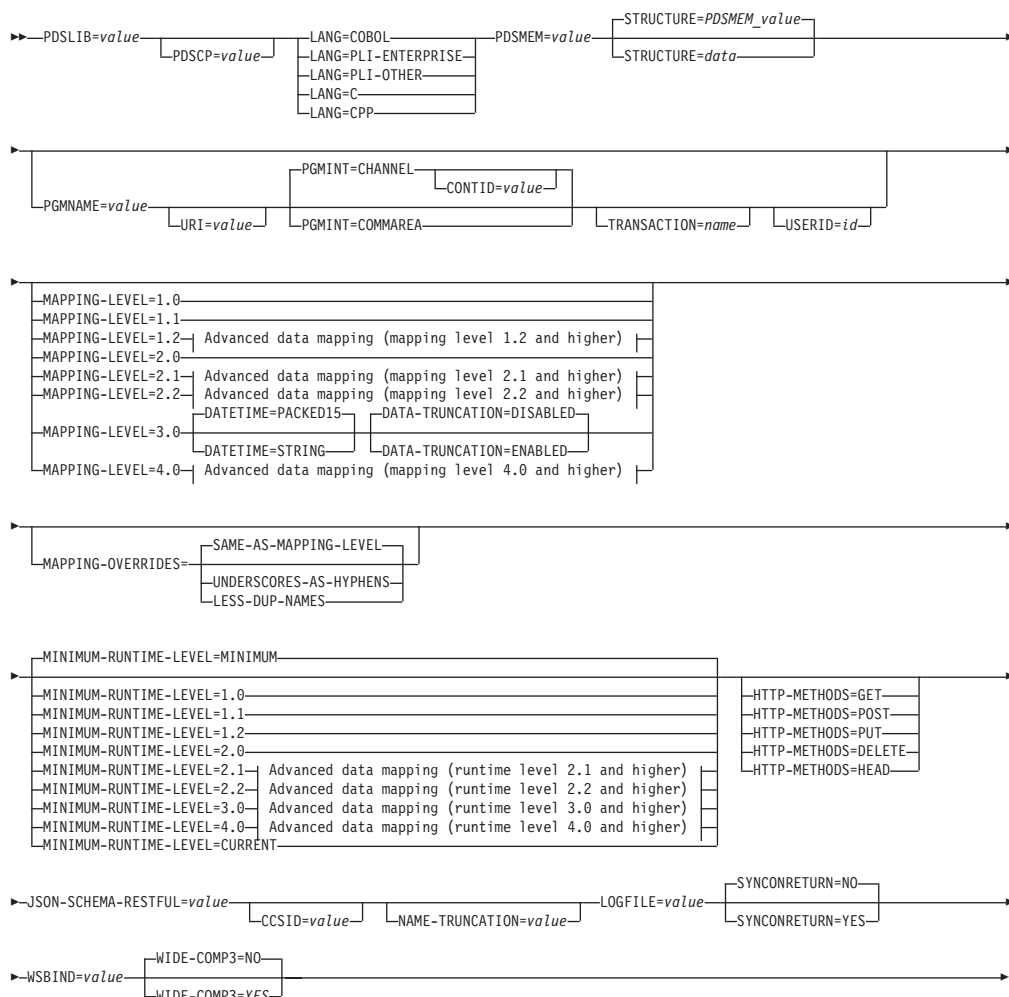 STRUCTURE=PDSMEM_value
PDSLIB=value LANG=COBOL PDSMEM=value
PDSCP=value LANG=PLI-ENTERPRISE STRUCTURE=data
LANG=PLI-OTHER
LANG=C
LANG=CPP
PGMINT=CHANNEL
CONTID=value
PGMNAME=value
URI=value PGMINT=COMMAREA TRANSACTION=name USERID=id
MAPPING-LEVEL=1.0
MAPPING-LEVEL=1.1
MAPPING-LEVEL=1.2 Advanced data mapping (mapping level 1.2 and higher)
MAPPING-LEVEL=2.0
MAPPING-LEVEL=2.1 Advanced data mapping (mapping level 2.1 and higher)
MAPPING-LEVEL=2.2 Advanced data mapping (mapping level 2.2 and higher)
DATETIME=PACKED15 DATA-TRUNCATION=DISABLED
MAPPING-LEVEL=3.0
DATETIME=STRING DATA-TRUNCATION=ENABLED
MAPPING-LEVEL=4.0 Advanced data mapping (mapping level 4.0 and higher)
SAME-AS-MAPPING-LEVEL
MAPPING-OVERRIDES=
UNDERSCORES-AS-HYPHENS
LESS-DUP-NAMES
MINIMUM-RUNTIME-LEVEL=MINIMUM
MINIMUM-RUNTIME-LEVEL=1.0 HTTP-METHODS=GET
MINIMUM-RUNTIME-LEVEL=1.1 HTTP-METHODS=POST
MINIMUM-RUNTIME-LEVEL=1.2 HTTP-METHODS=PUT
MINIMUM-RUNTIME-LEVEL=2.0 HTTP-METHODS=DELETE
MINIMUM-RUNTIME-LEVEL=2.1 Advanced data mapping (runtime level 2.1 and higher) HTTP-METHODS=HEAD
MINIMUM-RUNTIME-LEVEL=2.2 Advanced data mapping (runtime level 2.2 and higher)
MINIMUM-RUNTIME-LEVEL=3.0 Advanced data mapping (runtime level 3.0 and higher)
MINIMUM-RUNTIME-LEVEL=4.0 Advanced data mapping (runtime level 4.0 and higher)
MINIMUM-RUNTIME-LEVEL=CURRENT
SYNCONRETURN=NO
JSON-SCHEMA-RESTFUL=value LOGFILE=value
CCSID=value NAME-TRUNCATION=value SYNCONRETURN=YES
WIDE-COMP3=NO
WSBIND=value
WIDE-COMP3=YES